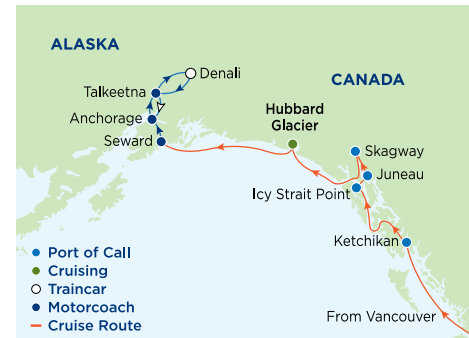 ALASKA
Denali
CANADA
Talkeetna
Hubbard
Glacier
Anchorage
Seward
Skagway
Juneau
Icy Strait Point
Ketchikan
Port of Call
Cruising
Traincar
Motorcoach
Cruise Route
From Vancouver